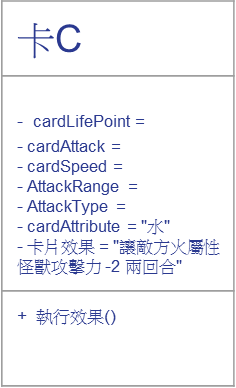 卡C
- cardLifePoint =
- cardAttack =
- cardSpeed =
- AttackRange =
- AttackType =
- cardAttribute = "水"
- 卡片效果 = "讓敵方火屬性
怪獸攻擊力 -2 兩回合"
+ 執行效果()